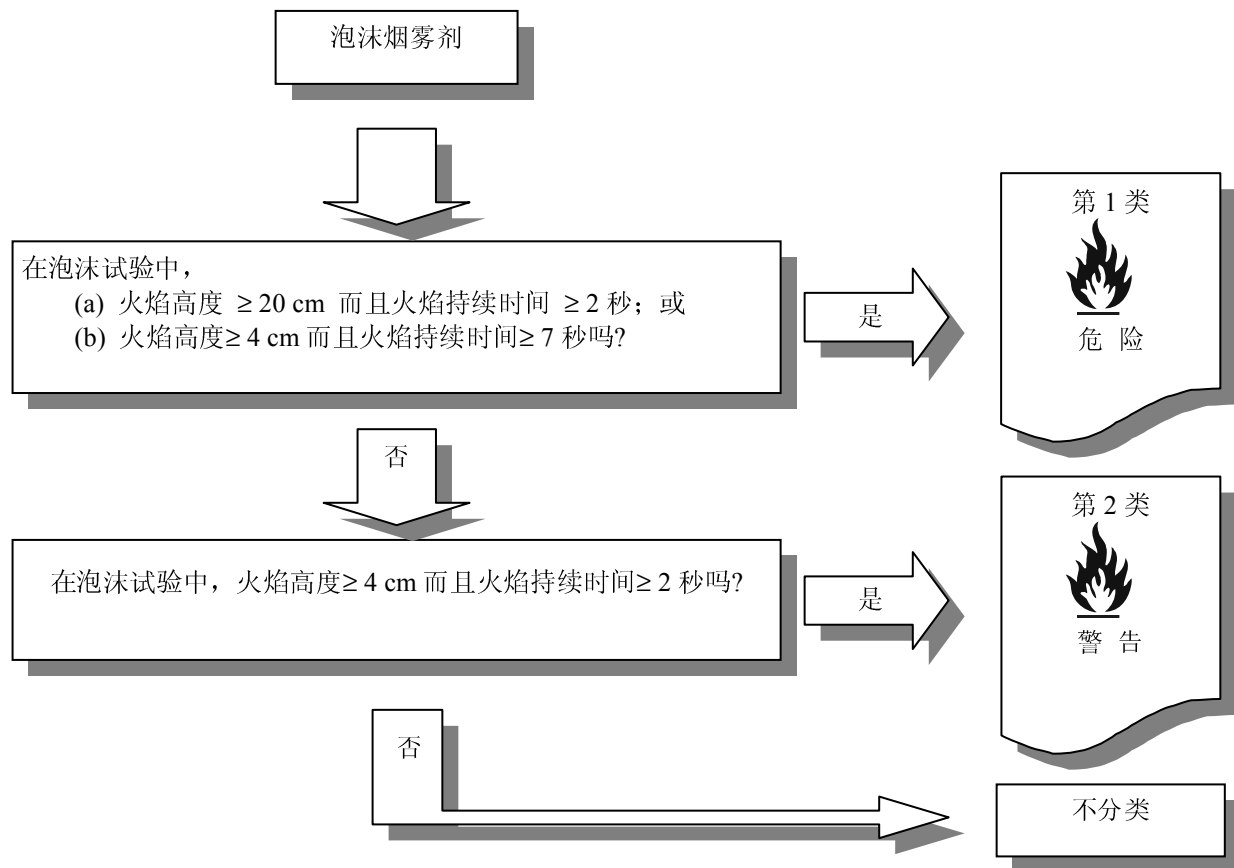 泡沫烟雾剂
在泡沫试验中，
(a) 火焰高度 ≥ 20 cm 而且火焰持续时间 ≥ 2 秒；或
(b) 火焰高度≥ 4 cm 而且火焰持续时间≥ 7 秒吗?
是
第 1 类
危 险
否
在泡沫试验中，火焰高度≥ 4 cm 而且火焰持续时间≥ 2 秒吗?
是
第 2 类
警 告
否
不分类